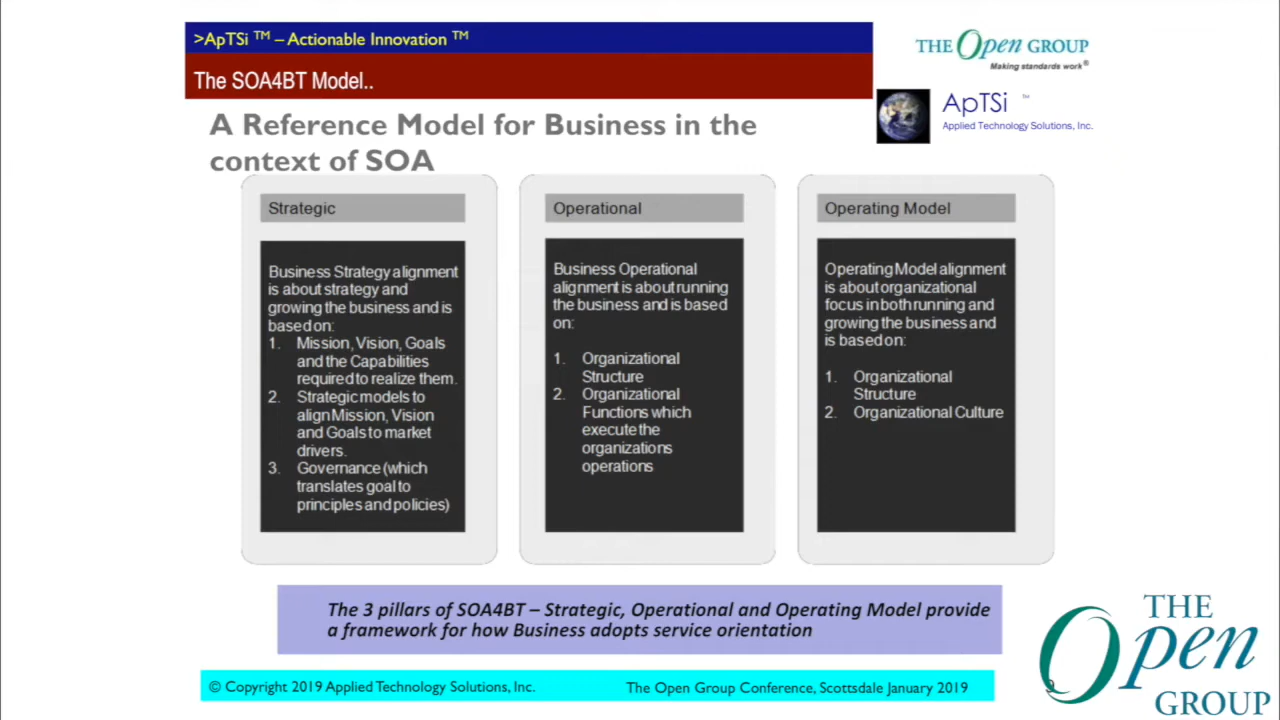 >ApTSi ™ – Actionable Innovation ™
The SOA4BT Model..
THE Open GROUP
Making standards work®
ApTSi ™
Applied Technology Solutions, Inc.
A Reference Model for Business in the
context of SOA
Strategic
Business Strategy alignment
is about strategy and
growing the business and is
based on:
1. Mission, Vision, Goals
and the Capabilities
required to realize them.
2. Strategic models to
align Mission, Vision
and Goals to market
drivers.
3. Governance (which
translates goal to
principles and policies)
Operational
Business Operational
alignment is about running
the business and is based
on:
1. Organizational
Structure
2. Organizational
Functions which
execute the
organizations
operations
Operating Model
Operating Model alignment
is about organizational
focus in both running and
growing the business and
is based on:
1. Organizational
Structure
2. Organizational Culture
The 3 pillars of SOA4BT – Strategic, Operational and Operating Model provide
a framework for how Business adopts service orientation
© Copyright 2019 Applied Technology Solutions, Inc.
The Open Group Conference, Scottsdale January 2019
9
THE
Open
GROUP